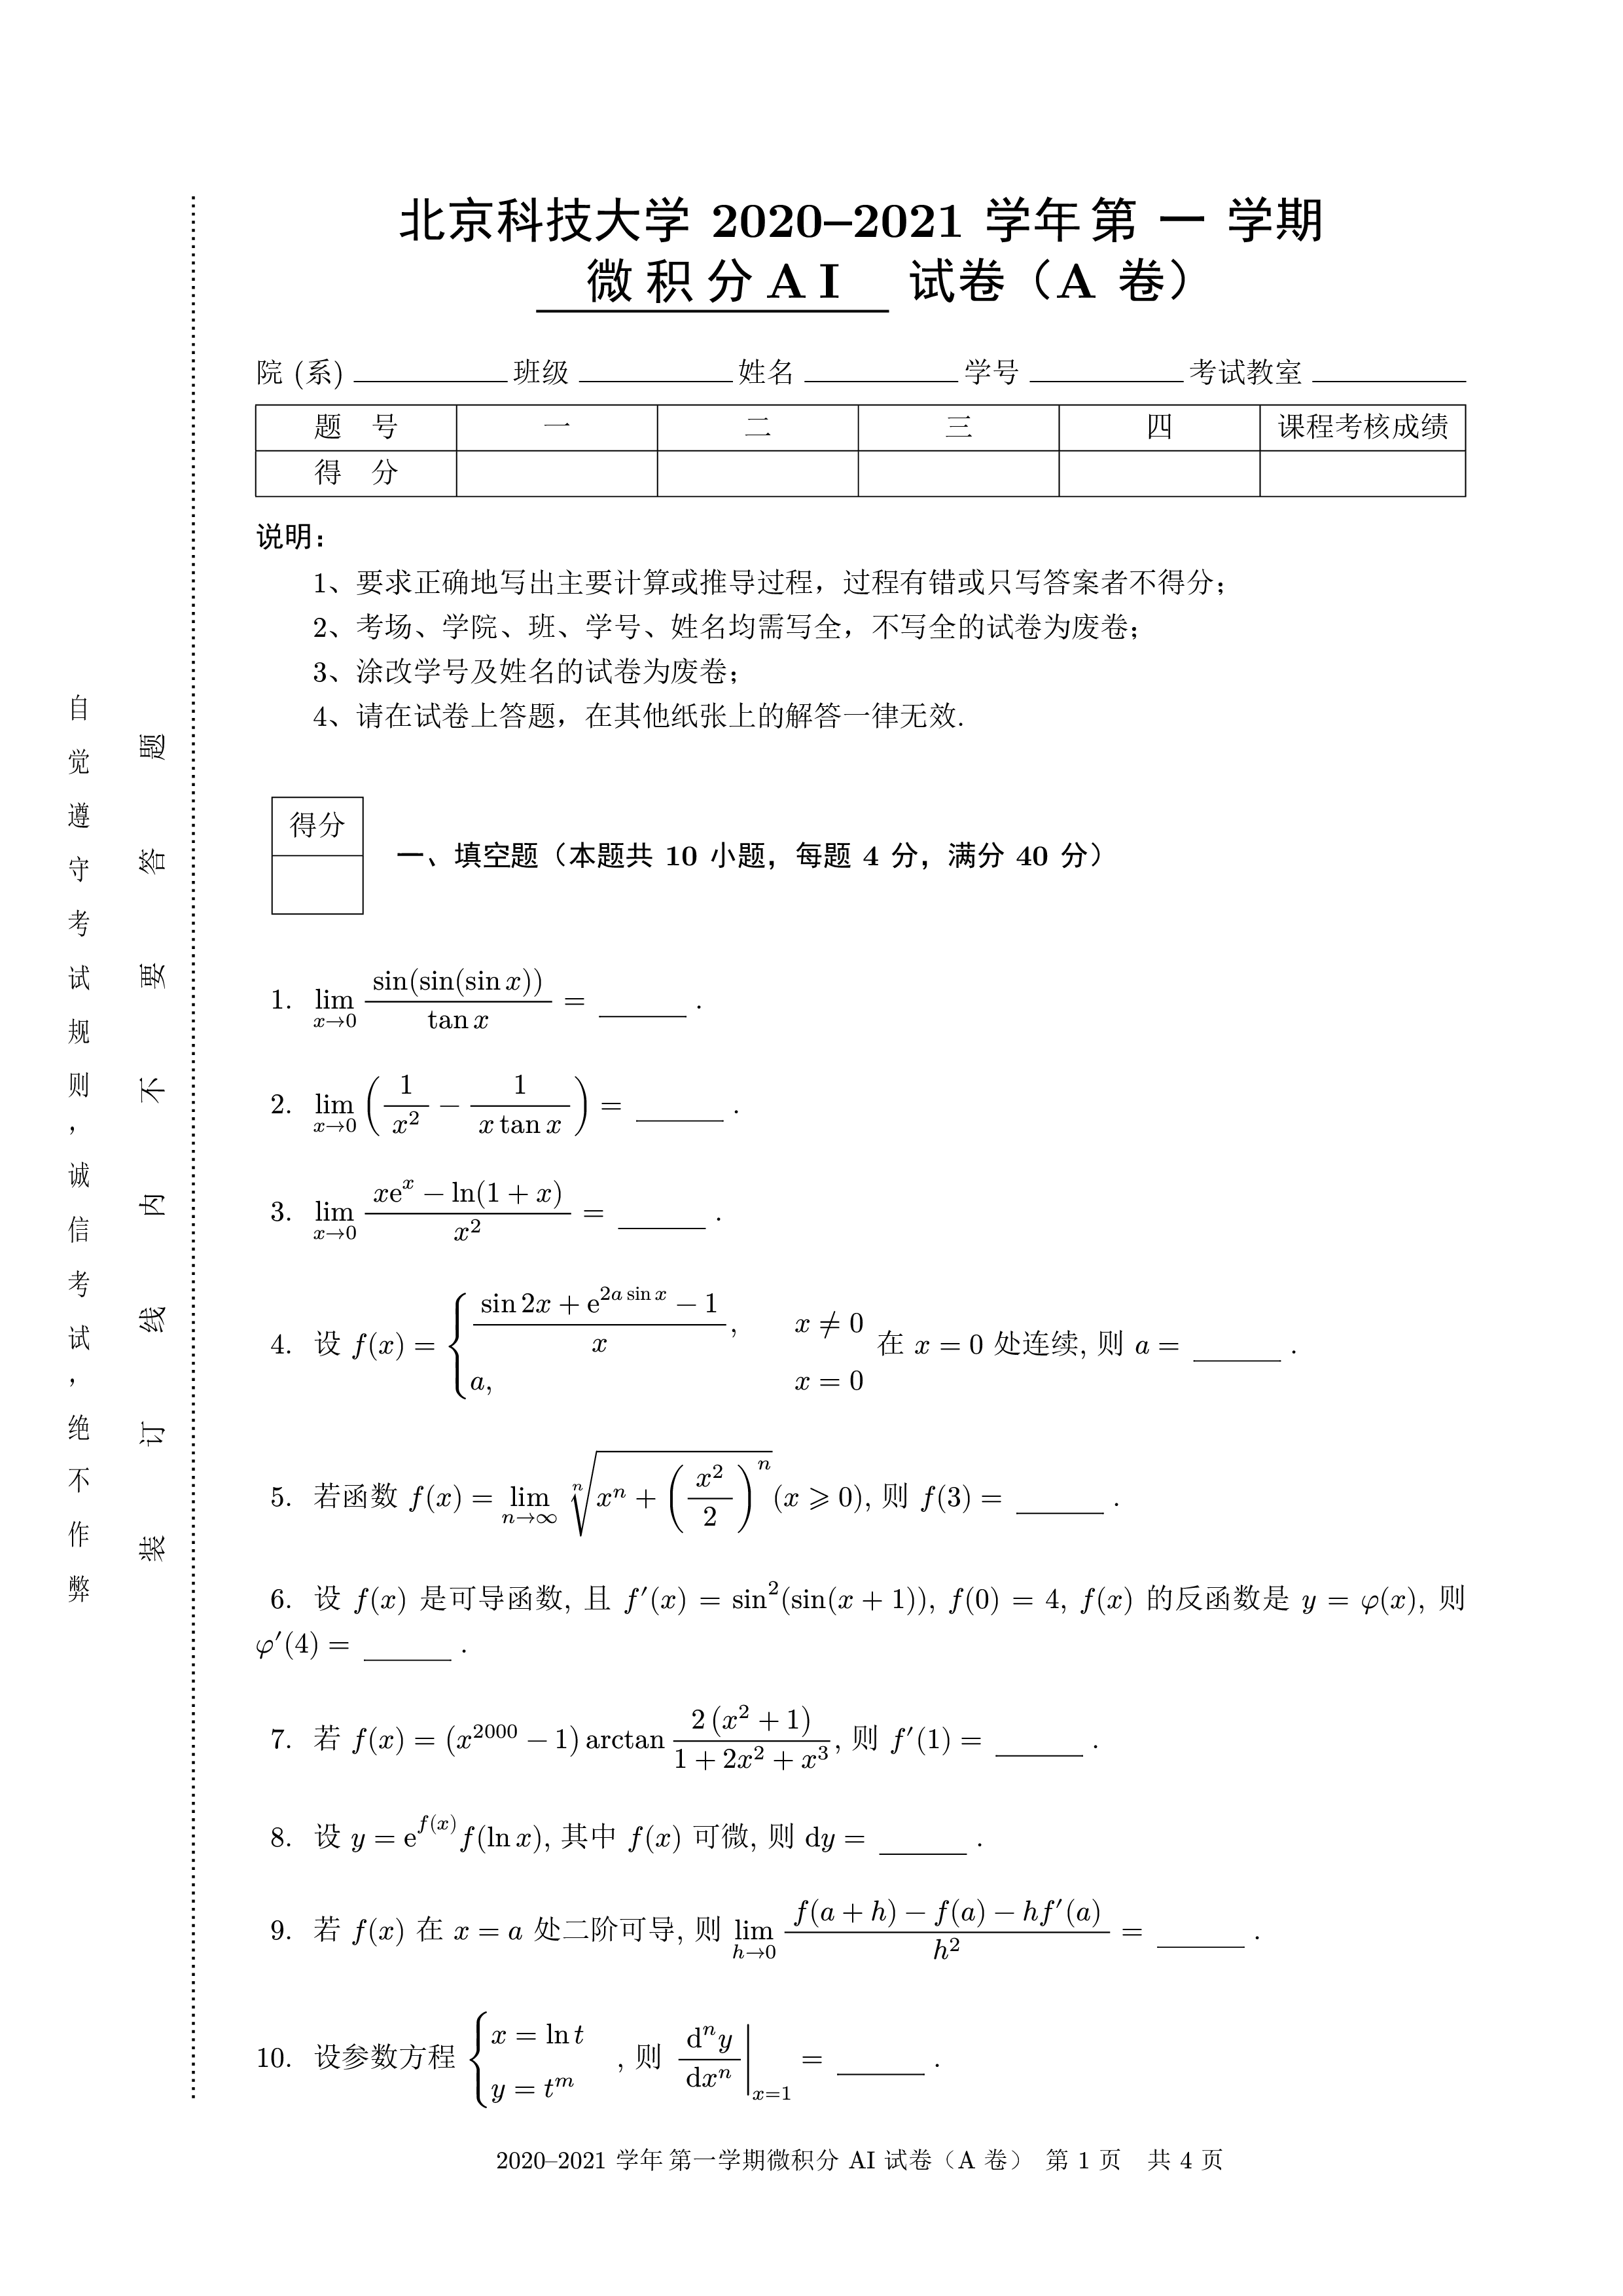 北京科技大学 2020–2021 学年 第 一 学期
微 积 分 A I 试卷（A 卷）
院 (系) 班级 姓名 学号 考试教室
题 号 一 二 三 四 课程考核成绩
得 分
说明：
1、要求正确地写出主要计算或推导过程，过程有错或只写答案者不得分；
2、考场、学院、班、学号、姓名均需写全，不写全的试卷为废卷；
3、涂改学号及姓名的试卷为废卷；
4、请在试卷上答题，在其他纸张上的解答一律无效.
自觉遵守考试规则，诚信考试，绝不作弊
装订线内不要答题
得分
一、填空题（本题共 10 小题，每题 4 分，满分 40 分）
1. $\lim_{x\to 0} \frac{\sin(\sin(\sin x))}{\tan x} =$ ______ .
2. $\lim_{x\to 0} \left(\frac{1}{x^2} - \frac{1}{x \tan x}\right) =$ ______ .
3. $\lim_{x\to 0} \frac{x\mathrm{e}^x - \ln(1+x)}{x^2} =$ ______ .
4. 设 $f(x) = \begin{cases} \frac{\sin 2x + \mathrm{e}^{2a \sin x} - 1}{x}, & x \neq 0 \\ a, & x = 0 \end{cases}$ 在 $x = 0$ 处连续, 则 $a =$ ______ .
5. 若函数 $f(x) = \lim_{n\to\infty} \sqrt[n]{x^n + \left(\frac{x^2}{2}\right)^n} (x \geqslant 0)$, 则 $f(3) =$ ______ .
6. 设 $f(x)$ 是可导函数, 且 $f'(x) = \sin^2(\sin(x+1))$, $f(0) = 4$, $f(x)$ 的反函数是 $y = \varphi(x)$, 则
$\varphi'(4) =$ ______ .
7. 若 $f(x) = (x^{2000} - 1) \arctan \frac{2(x^2+1)}{1+2x^2+x^3}$, 则 $f'(1) =$ ______ .
8. 设 $y = \mathrm{e}^{f(x)} f(\ln x)$, 其中 $f(x)$ 可微, 则 $\mathrm{d}y =$ ______ .
9. 若 $f(x)$ 在 $x = a$ 处二阶可导, 则 $\lim_{h\to 0} \frac{f(a+h) - f(a) - hf'(a)}{h^2} =$ ______ .
10. 设参数方程 $\begin{cases} x = \ln t \\ y = t^m \end{cases}$ , 则 $\left.\frac{\mathrm{d}^n y}{\mathrm{d}x^n}\right|_{x=1} =$ ______ .
2020–2021 学年 第一学期微积分 AI 试卷（A 卷） 第 1 页 共 4 页